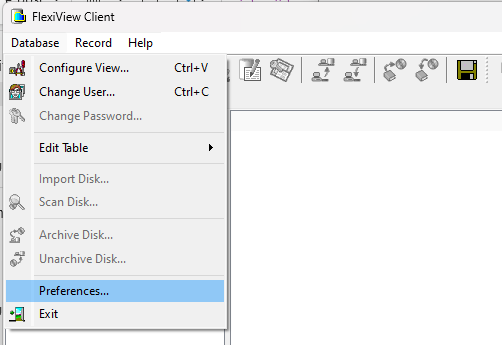 FlexiView Client
Database Record Help
Configure View... Ctrl+V
Change User... Ctrl+C
Change Password...
Edit Table
Import Disk...
Scan Disk...
Archive Disk...
Unarchive Disk...
Preferences...
Exit